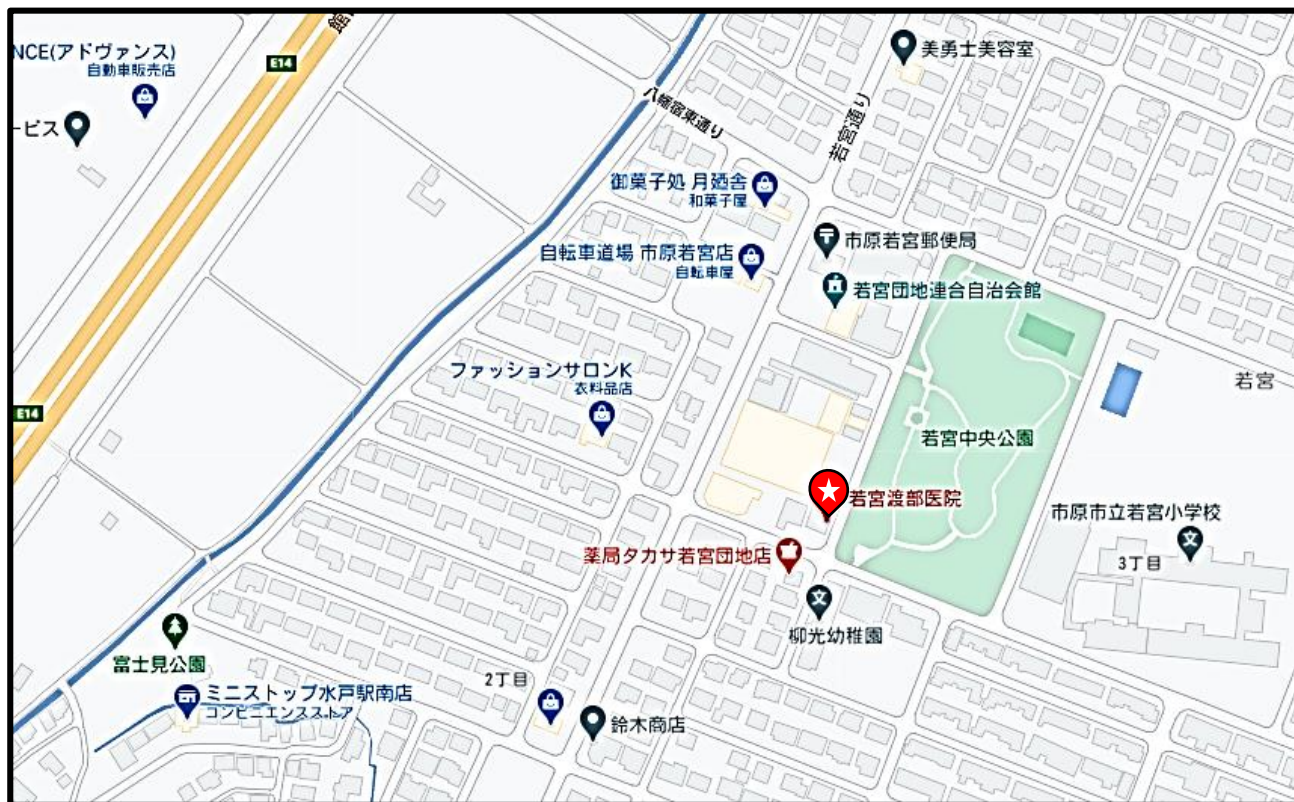 館
NCE(アドヴァンス)
自動車販売店
E14
ービス
美勇士美容室
八幡宿東通り
若宮通り
御菓子処 月廼舎
和菓子屋
市原若宮郵便局
自転車道場 市原若宮店
自転車屋
若宮団地連合自治会館
ファッションサロンK
衣料品店
若宮
E14
若宮中央公園
若宮渡部医院
市原市立若宮小学校
文
3丁目
薬局タカサ若宮団地店
文
柳光幼稚園
富士見公園
2丁目
ミニストップ水戸駅南店
コンビニエンスストア
鈴木商店